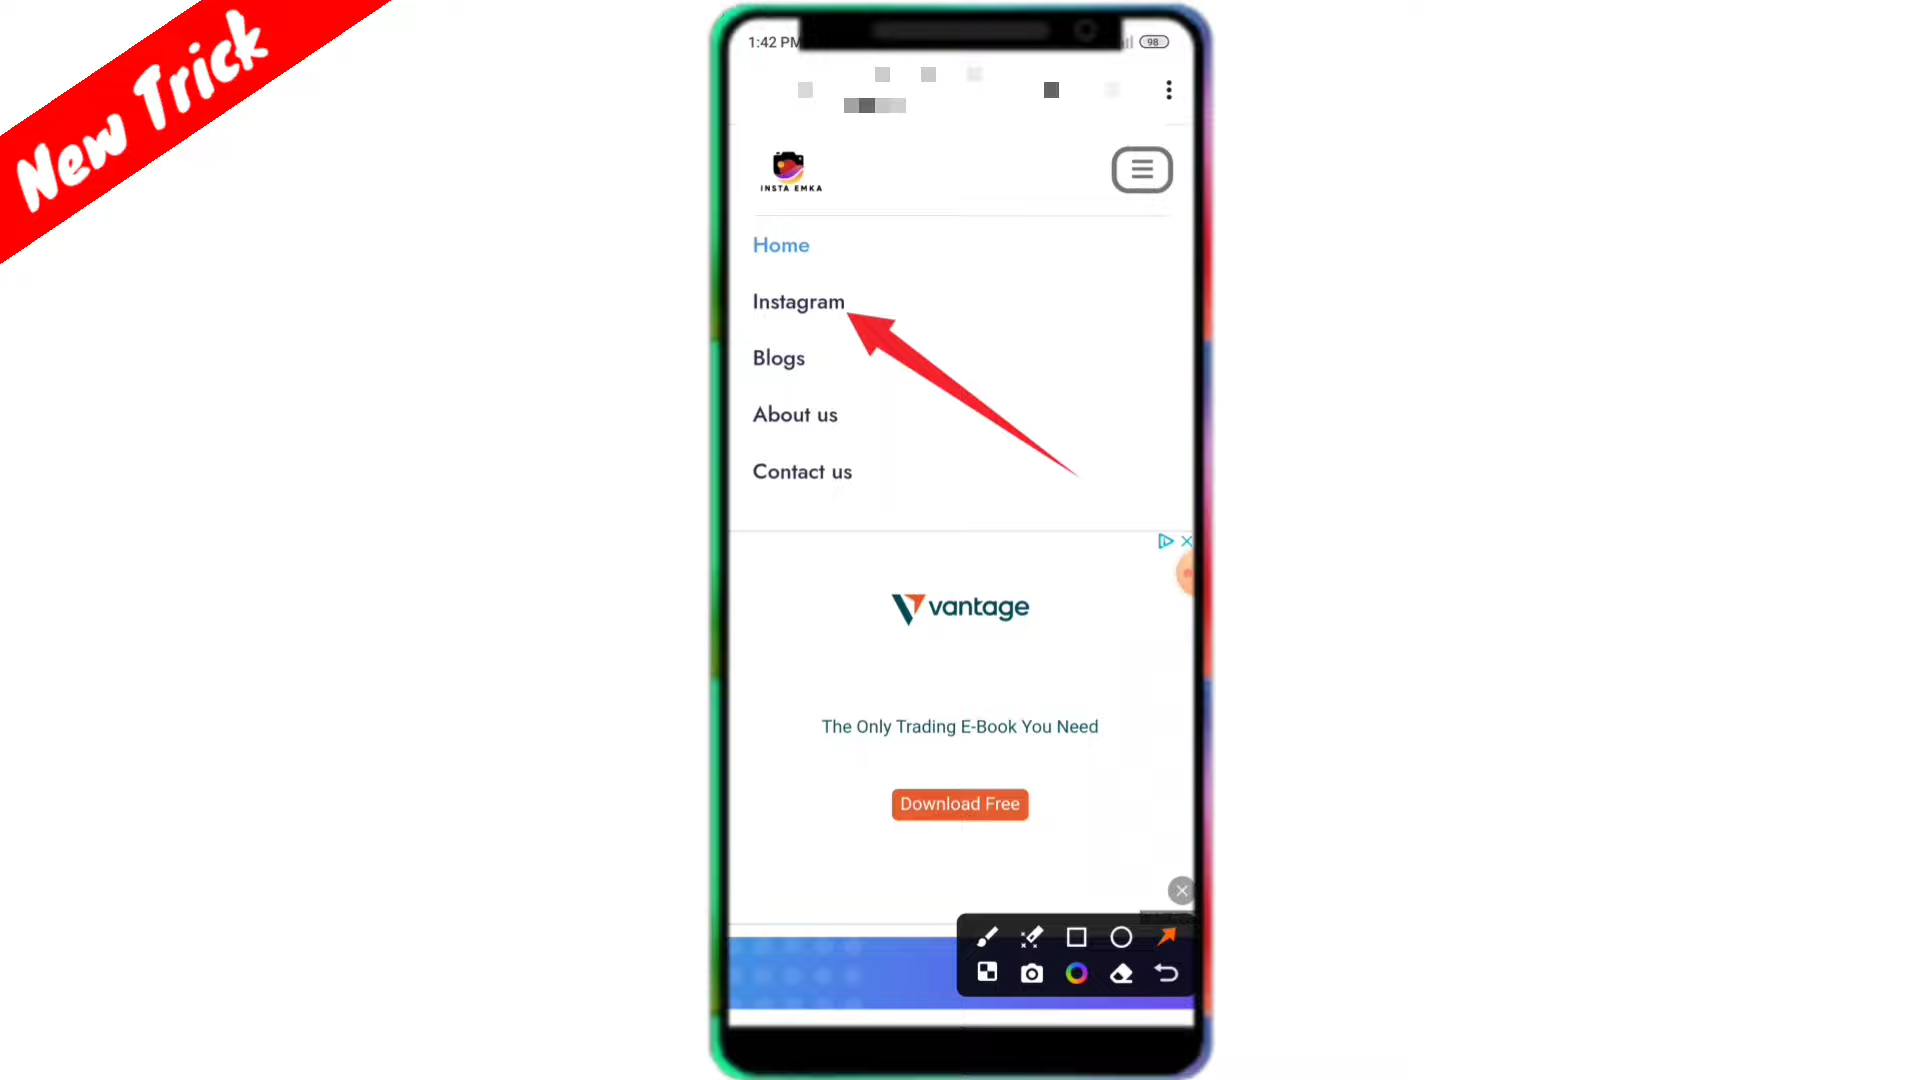 New Trick
1:42 PM
98
INSTA EMKA
Home
Instagram
Blogs
About us
Contact us
vantage
The Only Trading E-Book You Need
Download Free